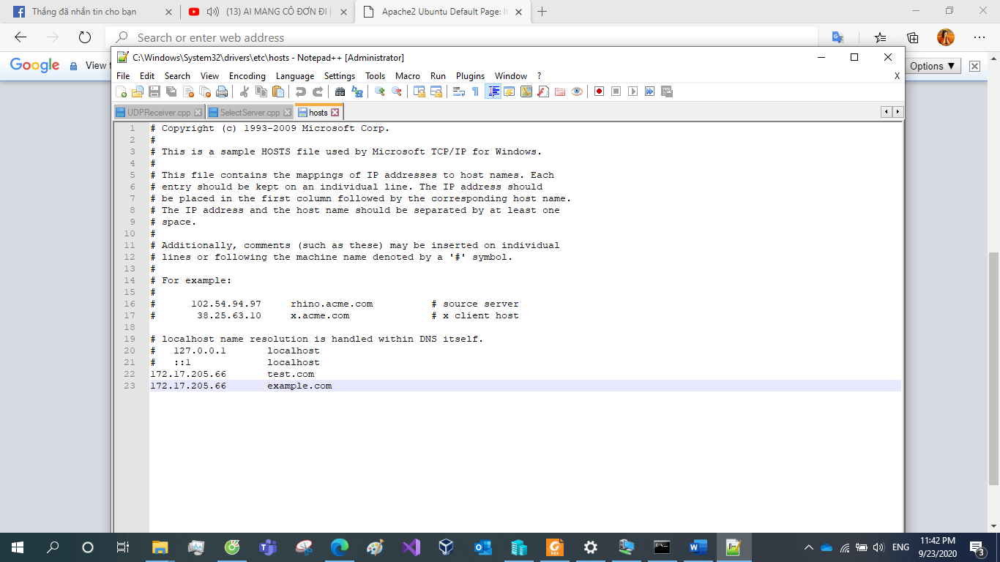 Thắng đã nhắn tin cho bạn
(13) AI MANG CÔ ĐƠN ĐI |
Apache2 Ubuntu Default Page: It
Search or enter web address
Google
View t
Options ▼
C:\Windows\System32\drivers\etc\hosts - Notepad++ [Administrator]
File Edit Search View Encoding Language Settings Tools Macro Run Plugins Window ? X
UDPReceiver.cpp SelectServer.cpp hosts
1 # Copyright (c) 1993-2009 Microsoft Corp.
2 #
3 # This is a sample HOSTS file used by Microsoft TCP/IP for Windows.
4 #
5 # This file contains the mappings of IP addresses to host names. Each
6 # entry should be kept on an individual line. The IP address should
7 # be placed in the first column followed by the corresponding host name.
8 # The IP address and the host name should be separated by at least one
9 # space.
10 #
11 # Additionally, comments (such as these) may be inserted on individual
12 # lines or following the machine name denoted by a '#' symbol.
13 #
14 # For example:
15 #
16 # 102.54.94.97 rhino.acme.com # source server
17 # 38.25.63.10 x.acme.com # x client host
18
19 # localhost name resolution is handled within DNS itself.
20 # 127.0.0.1 localhost
21 # ::1 localhost
22 172.17.205.66 test.com
23 172.17.205.66 example.com
ENG
11:42 PM
9/23/2020
3